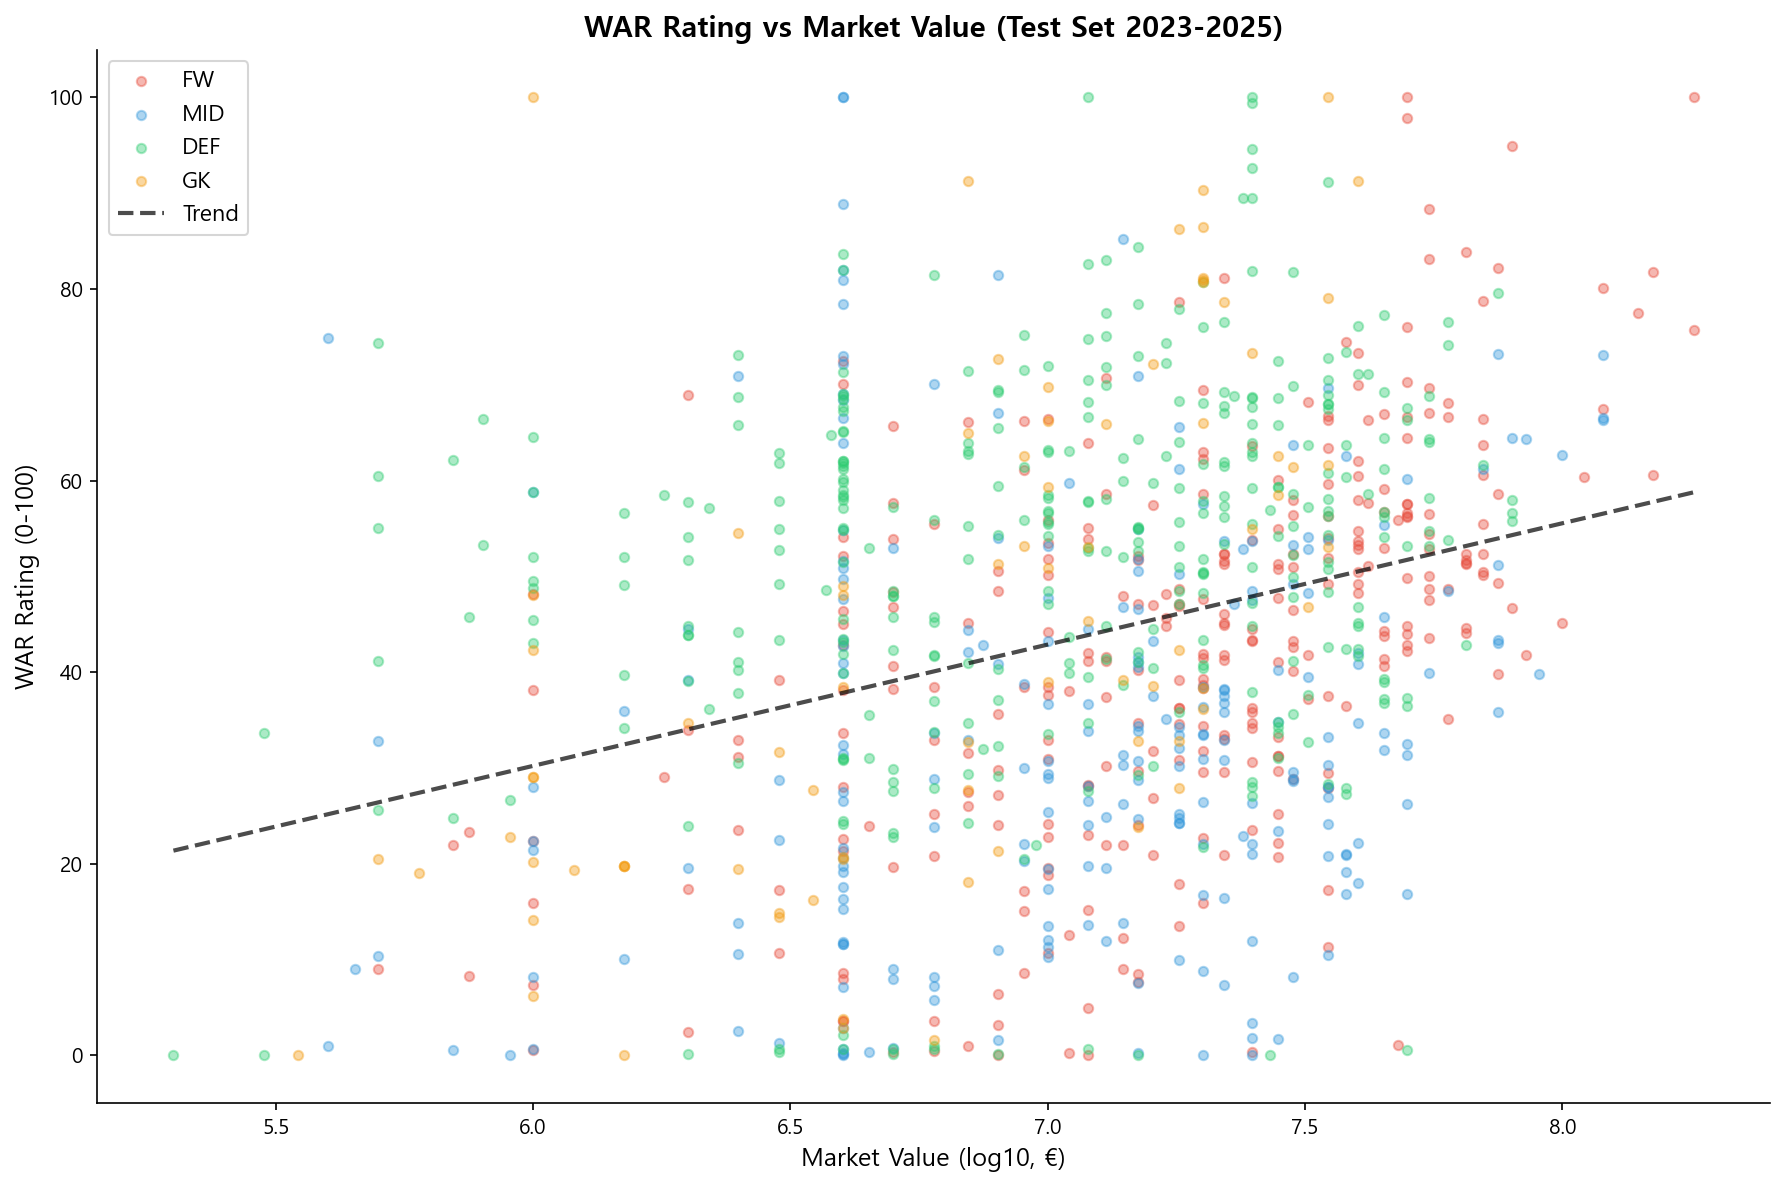 WAR Rating vs Market Value (Test Set 2023-2025)
FW
MID
DEF
GK
Trend
WAR Rating (0-100)
100
80
60
40
20
0
5.5
6.0
6.5
7.0
7.5
8.0
Market Value (log10, €)